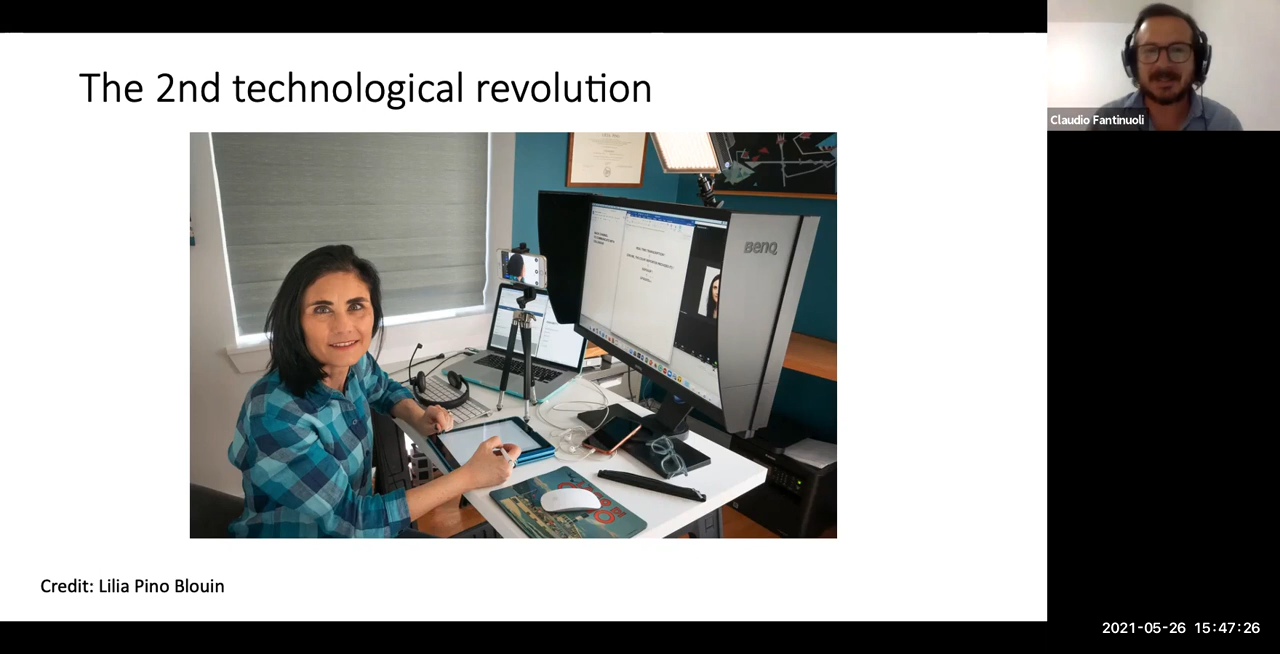 The 2nd technological revolution
Claudio Fantinuoli
BenQ
Credit: Lilia Pino Blouin
2021-05-26 15:47:26